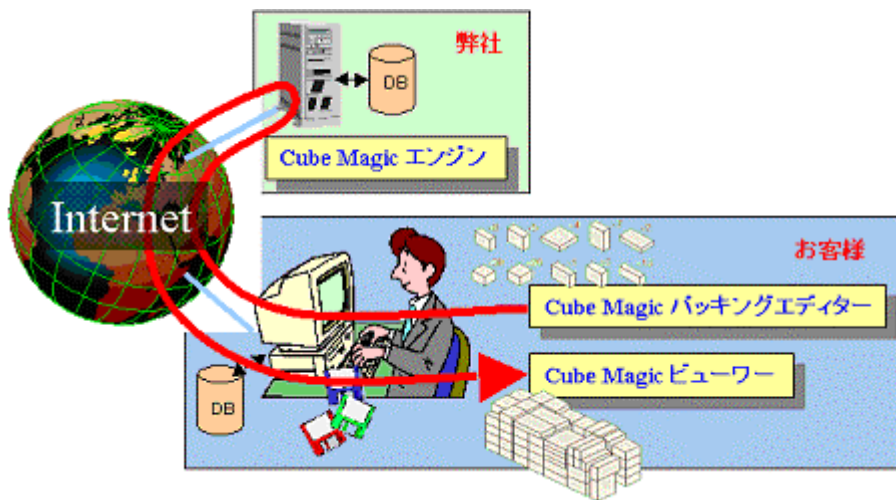 弊社
DB
Cube Magic エンジン
Internet
お客様
Cube Magic パッキングエディター
Cube Magic ビューワー
DB